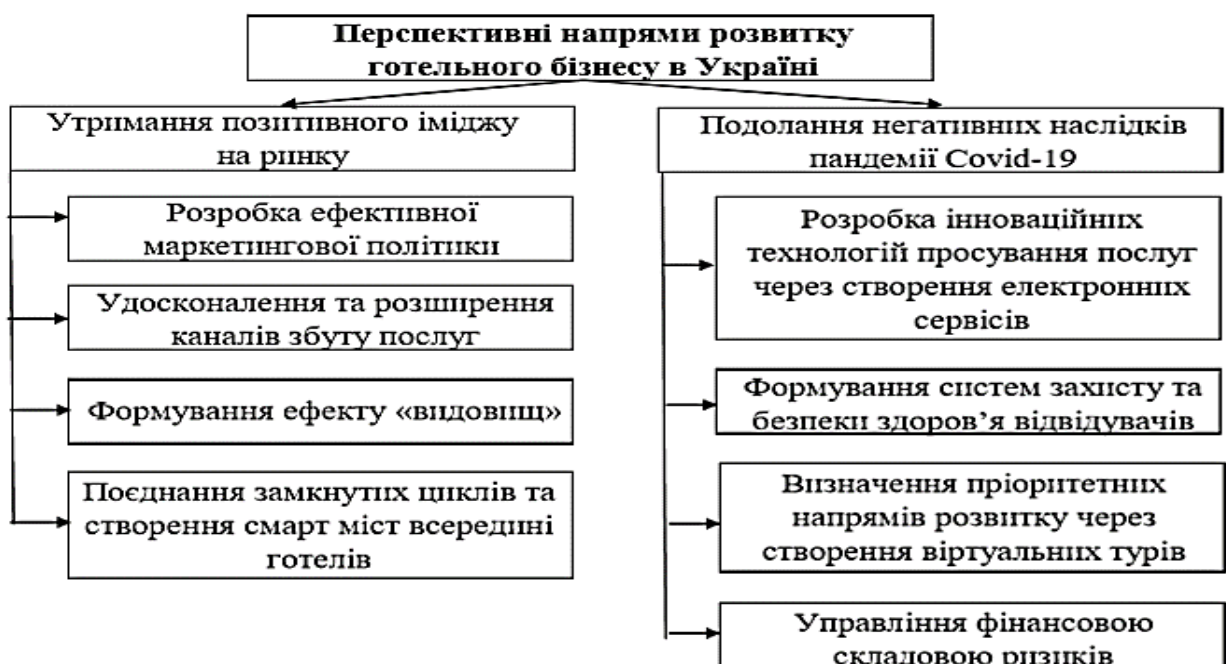 Перспективні напрями розвитку
готельного бізнесу в Україні
Утримання позитивного іміджу
на ринку
Розробка ефективної
маркетингової політики
Удосконалення та розширення
каналів збуту послуг
Формування ефекту «видовищ»
Поєднання замкнутих циклів та
створення смарт міст всередині
готелів
Подолання негативних наслідків
пандемії Covid-19
Розробка інноваційних
технологій просування послуг
через створення електронних
сервісів
Формування систем захисту та
безпеки здоров’я відвідувачів
Визначення пріоритетних
напрямів розвитку через
створення віртуальних турів
Управління фінансовою
складовою ризиків